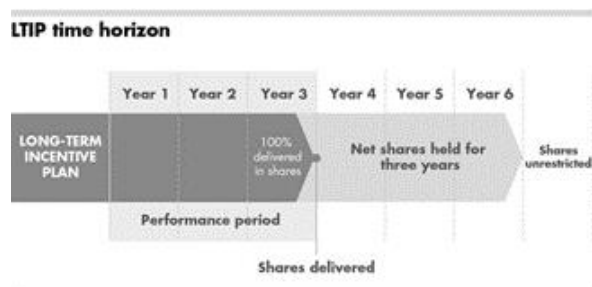 LTIP time horizon
Year 1 Year 2 Year 3 Year 4 Year 5 Year 6
LONG-TERM
INCENTIVE
PLAN
100%
delivered
in shares
Net shares held for
three years
Shares
unrestricted
Performance period
Shares delivered